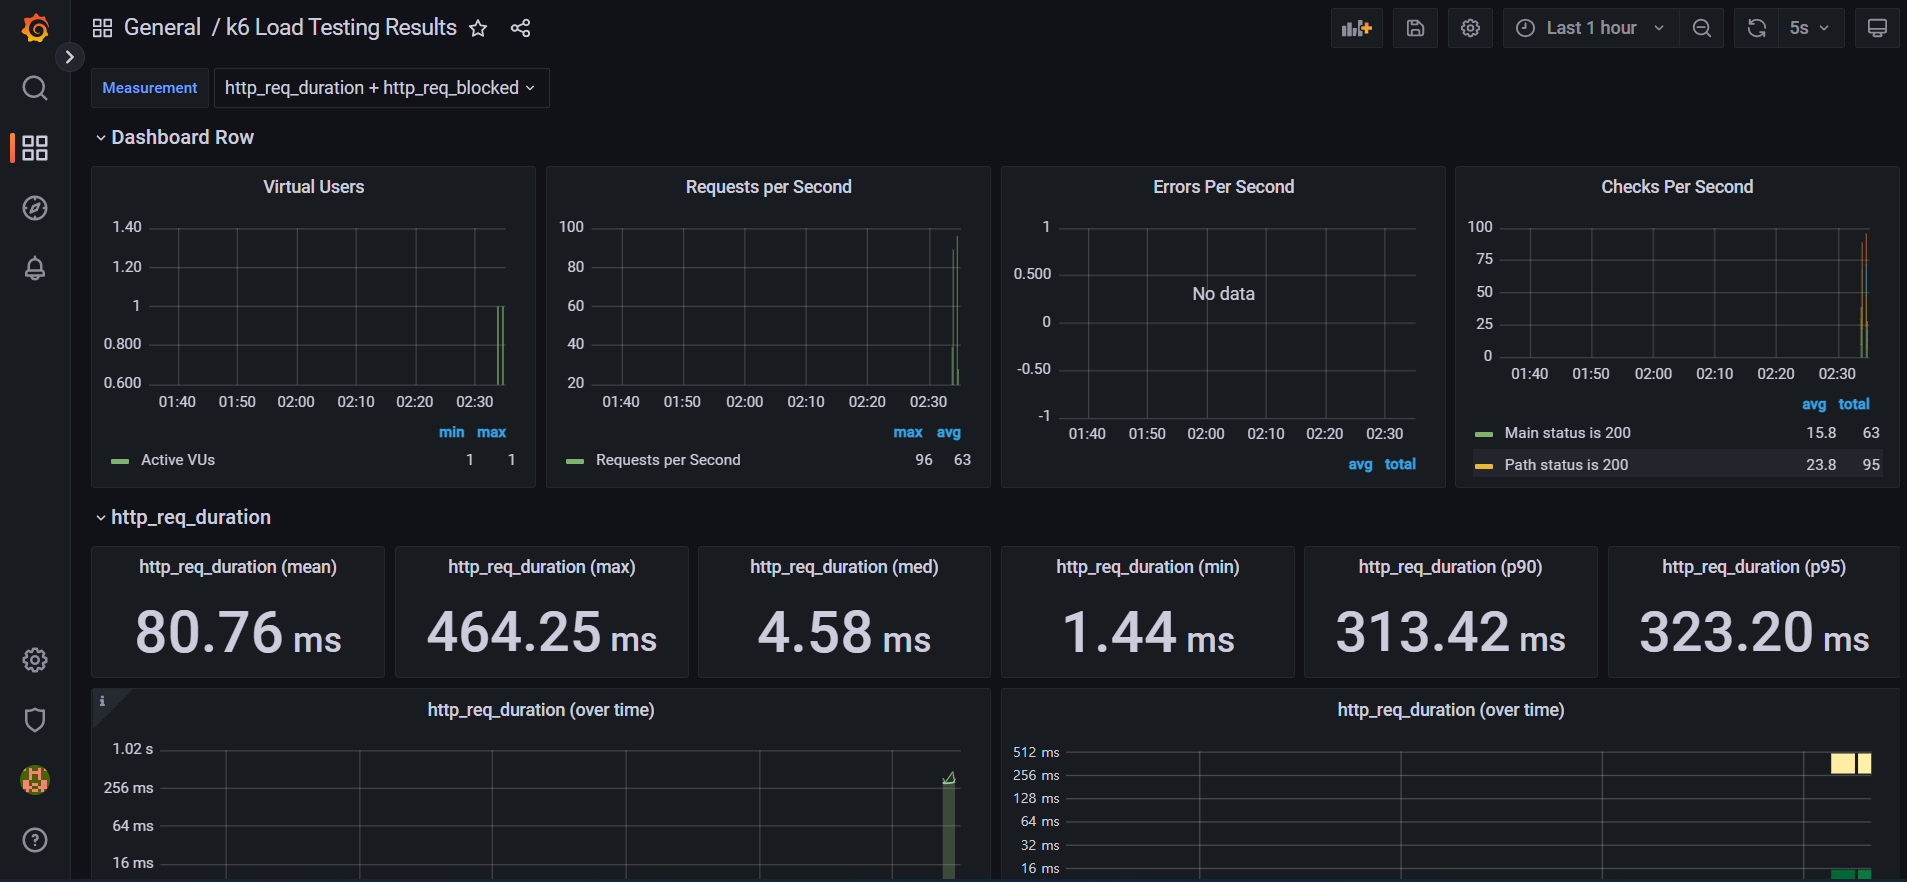 General / k6 Load Testing Results
Last 1 hour
5s
Measurement
http_req_duration + http_req_blocked
Dashboard Row
Virtual Users
1.40
1.20
1
0.800
0.600
01:40 01:50 02:00 02:10 02:20 02:30
min max
Active VUs 1 1
Requests per Second
100
80
60
40
20
01:40 01:50 02:00 02:10 02:20 02:30
max avg
Requests per Second 96 63
Errors Per Second
1
0.500
No data
0
-0.50
-1
01:40 01:50 02:00 02:10 02:20 02:30
avg total
Checks Per Second
100
75
50
25
0
01:40 01:50 02:00 02:10 02:20 02:30
avg total
Main status is 200 15.8 63
Path status is 200 23.8 95
http_req_duration
http_req_duration (mean)
80.76 ms
http_req_duration (max)
464.25 ms
http_req_duration (med)
4.58 ms
http_req_duration (min)
1.44 ms
http_req_duration (p90)
313.42 ms
http_req_duration (p95)
323.20 ms
i
http_req_duration (over time)
1.02 s
256 ms
64 ms
16 ms
http_req_duration (over time)
512 ms
256 ms
128 ms
64 ms
32 ms
16 ms